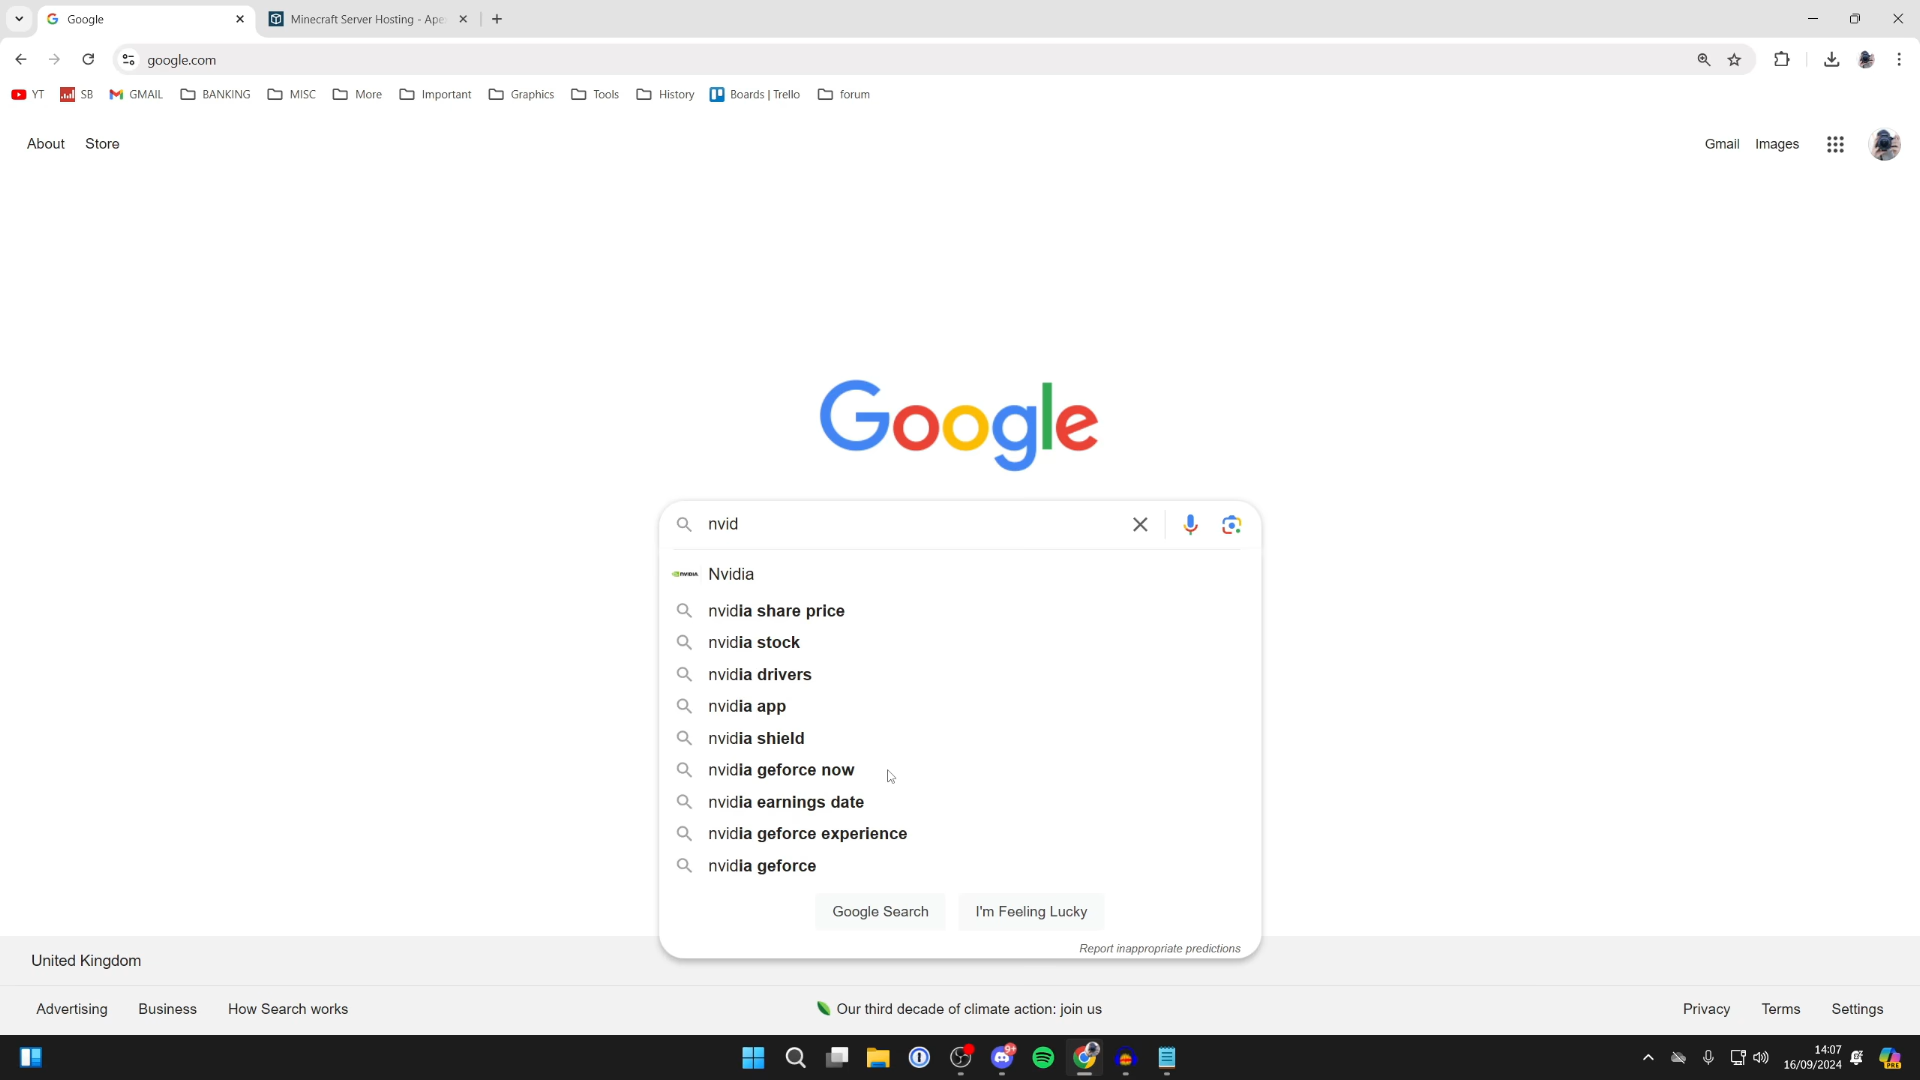 Google
Minecraft Server Hosting - Ape
google.com
YT SB GMAIL BANKING MISC More Important Graphics Tools History Boards | Trello forum
About Store
Gmail Images
Google
nvid
NVIDIA Nvidia
nvidia share price
nvidia stock
nvidia drivers
nvidia app
nvidia shield
nvidia geforce now
nvidia earnings date
nvidia geforce experience
nvidia geforce
Google Search I'm Feeling Lucky
Report inappropriate predictions
United Kingdom
Advertising Business How Search works
Our third decade of climate action: join us
Privacy Terms Settings
9+
14:07
16/09/2024
PRE